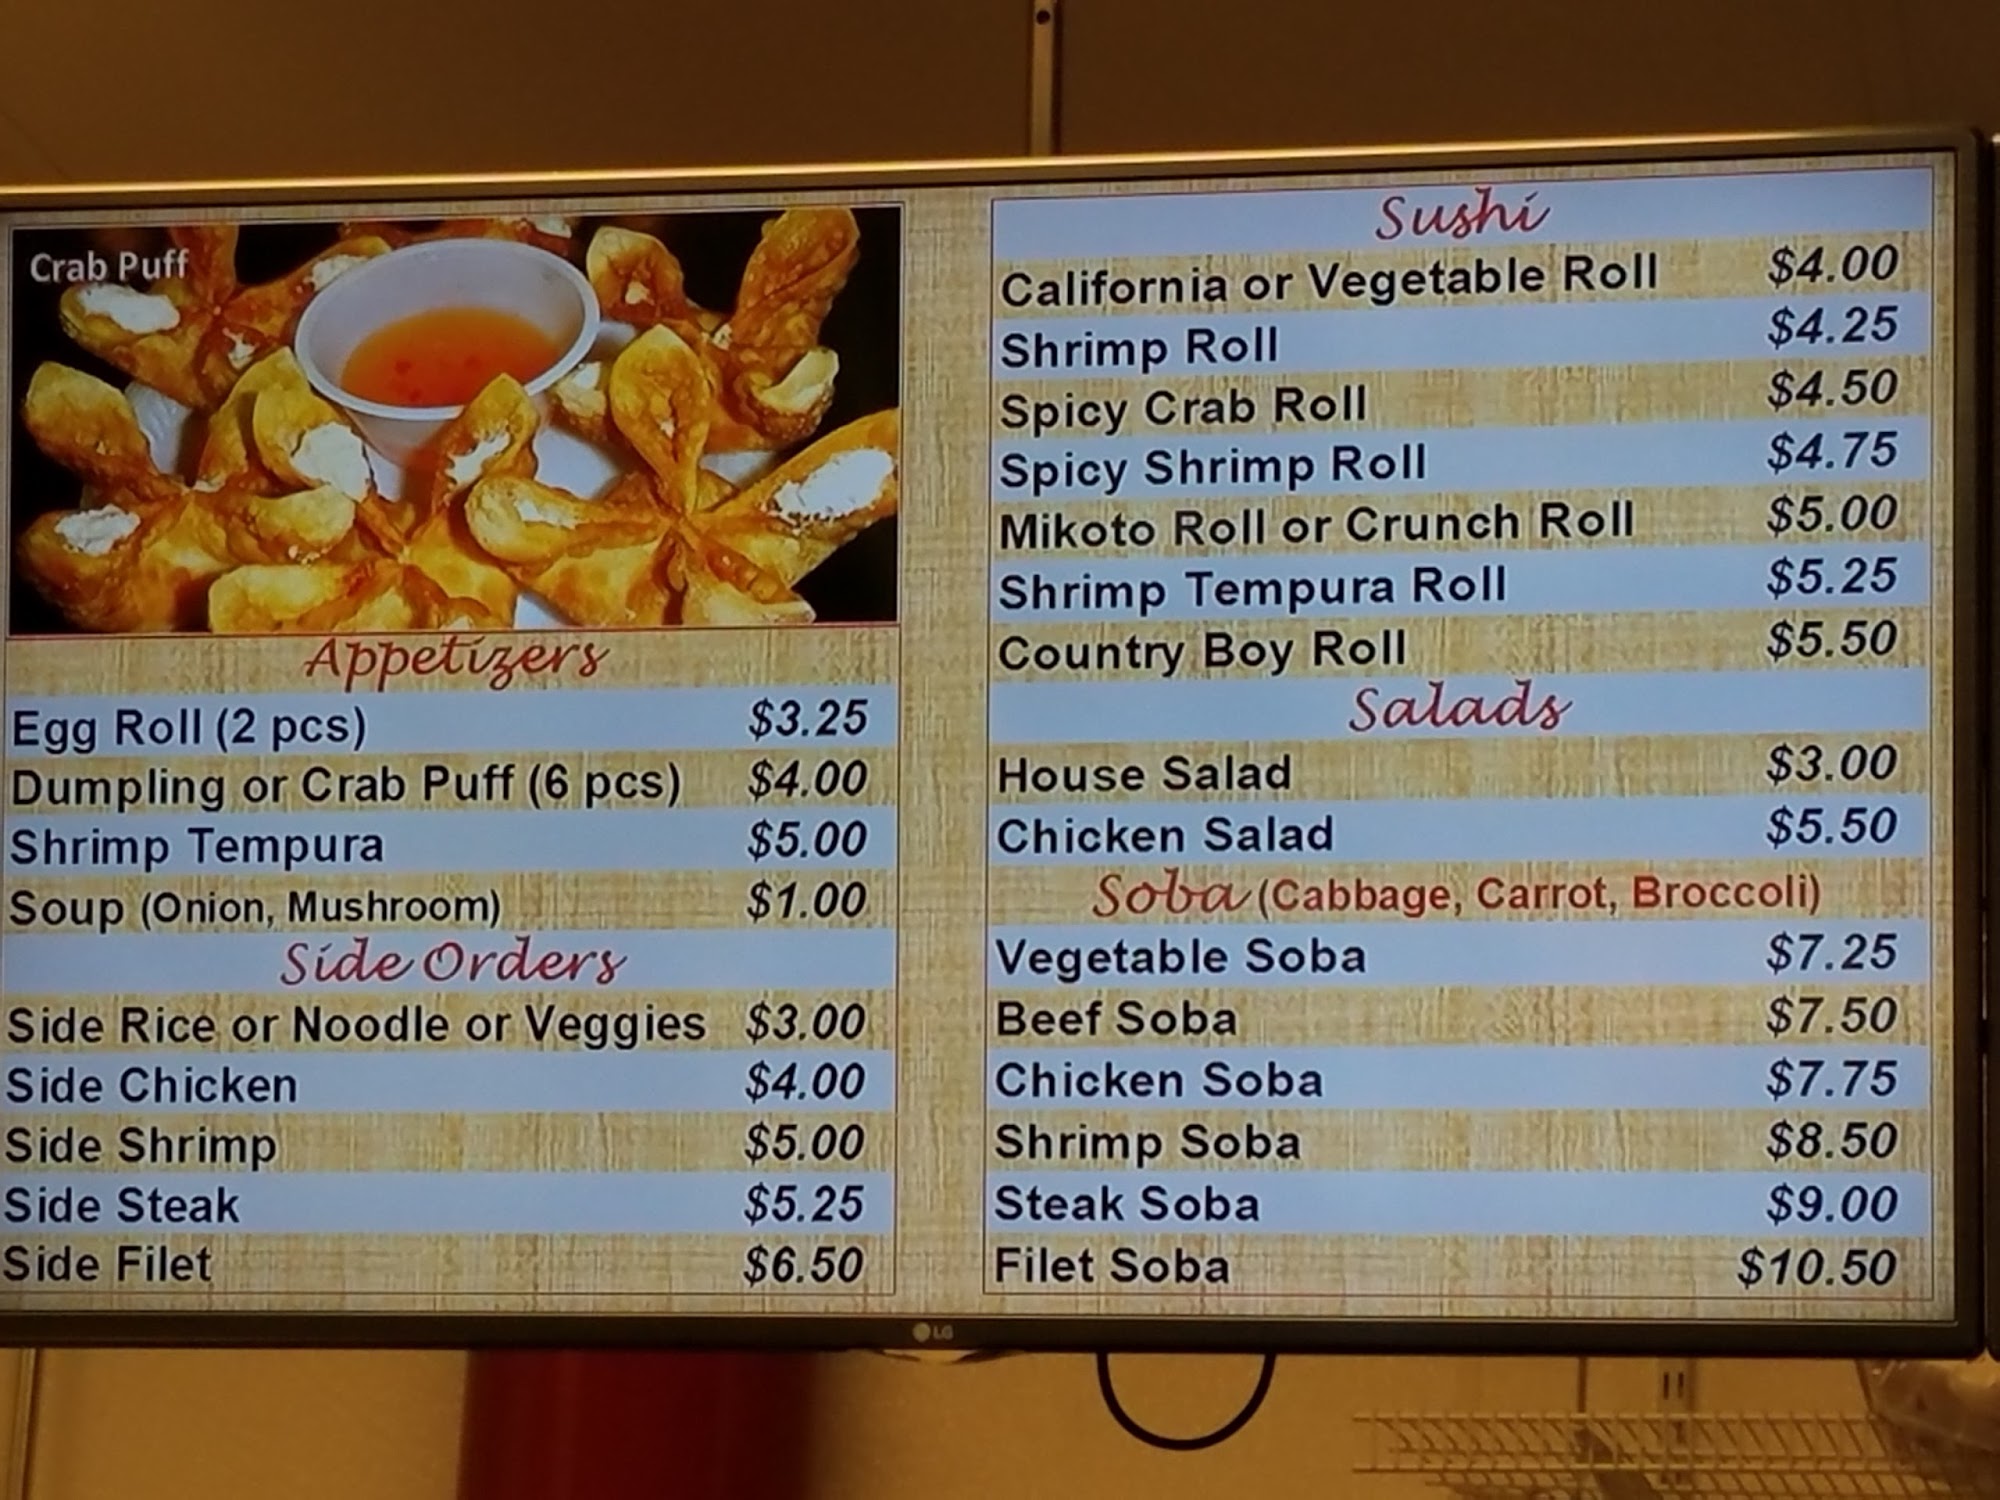 Crab Puff
Appetizers
Egg Roll (2 pcs) $3.25
Dumpling or Crab Puff (6 pcs) $4.00
Shrimp Tempura $5.00
Soup (Onion, Mushroom) $1.00
Side Orders
Side Rice or Noodle or Veggies $3.00
Side Chicken $4.00
Side Shrimp $5.00
Side Steak $5.25
Side Filet $6.50
Sushi
California or Vegetable Roll $4.00
Shrimp Roll $4.25
Spicy Crab Roll $4.50
Spicy Shrimp Roll $4.75
Mikoto Roll or Crunch Roll $5.00
Shrimp Tempura Roll $5.25
Country Boy Roll $5.50
Salads
House Salad $3.00
Chicken Salad $5.50
Soba (Cabbage, Carrot, Broccoli)
Vegetable Soba $7.25
Beef Soba $7.50
Chicken Soba $7.75
Shrimp Soba $8.50
Steak Soba $9.00
Filet Soba $10.50
LG